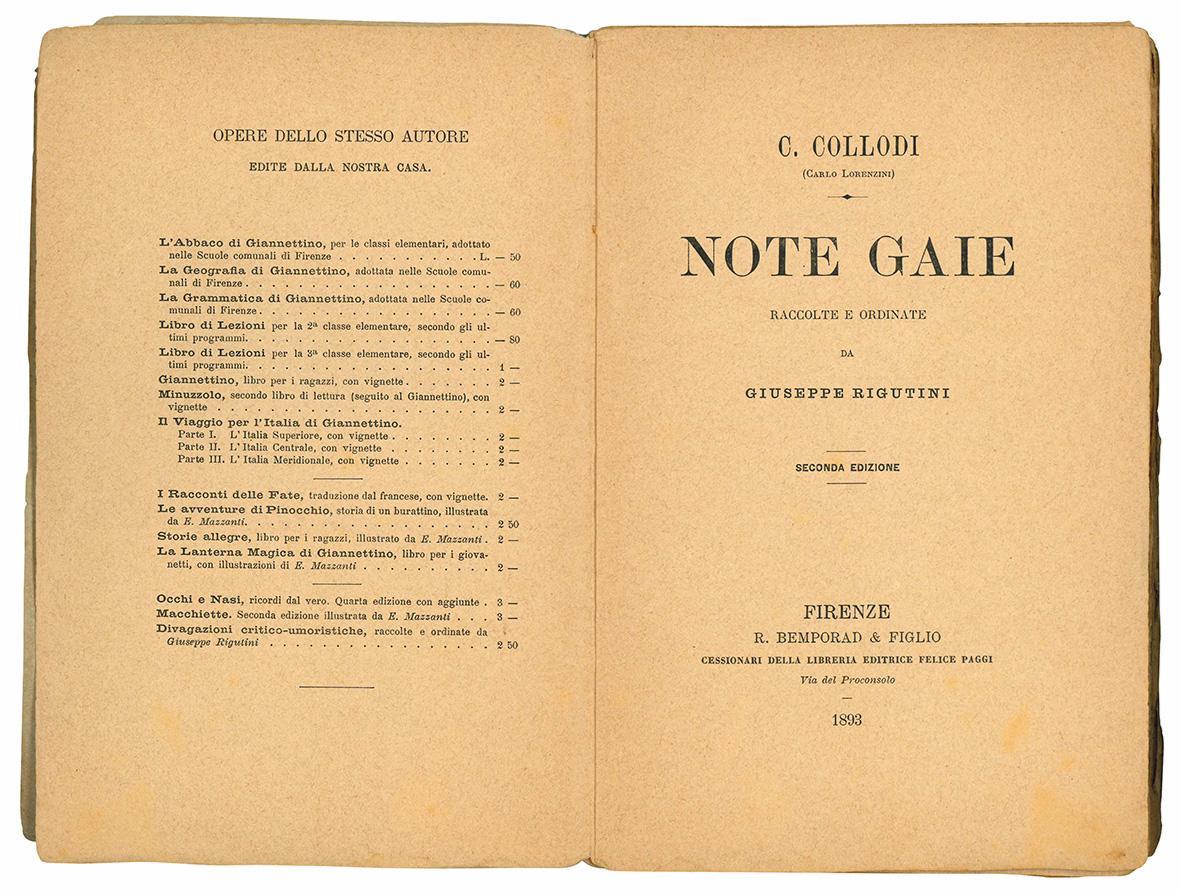 OPERE DELLO STESSO AUTORE
EDITE DALLA NOSTRA CASA.
L'Abbaco di Giannettino, per le classi elementari, adottato
nelle Scuole comunali di Firenze . . . . . . . . . . . L. — 50
La Geografia di Giannettino, adottata nelle Scuole comu-
nali di Firenze . . . . . . . . . . . . . . . . . . . — 60
La Grammatica di Giannettino, adottata nelle Scuole co-
munali di Firenze . . . . . . . . . . . . . . . . . . — 60
Libro di Lezioni per la 2ª classe elementare, secondo gli ul-
timi programmi. . . . . . . . . . . . . . . . . . . . — 80
Libro di Lezioni per la 3ª classe elementare, secondo gli ul-
timi programmi. . . . . . . . . . . . . . . . . . . . 1 —
Giannettino, libro per i ragazzi, con vignette . . . . . . . 2 —
Minuzzolo, secondo libro di lettura (seguito al Giannettino), con
vignette . . . . . . . . . . . . . . . . . . . . . . 2 —
Il Viaggio per l'Italia di Giannettino.
Parte I. L'Italia Superiore, con vignette . . . . . . . . 2 —
Parte II. L'Italia Centrale, con vignette . . . . . . . . 2 —
Parte III. L'Italia Meridionale, con vignette . . . . . . . 2 —
I Racconti delle Fate, traduzione dal francese, con vignette. 2 —
Le avventure di Pinocchio, storia di un burattino, illustrata
da E. Mazzanti. . . . . . . . . . . . . . . . . . . . 2 50
Storie allegre, libro per i ragazzi, illustrato da E. Mazzanti . 2 —
La Lanterna Magica di Giannettino, libro per i giova-
netti, con illustrazioni di E. Mazzanti . . . . . . . . . . 2 —
Occhi e Nasi, ricordi dal vero. Quarta edizione con aggiunte . 3 —
Macchiette. Seconda edizione illustrata da E. Mazzanti . . . 3 —
Divagazioni critico-umoristiche, raccolte e ordinate da
Giuseppe Rigutini . . . . . . . . . . . . . . . . . . 2 50
C. COLLODI
(CARLO LORENZINI)
NOTE GAIE
RACCOLTE E ORDINATE
DA
GIUSEPPE RIGUTINI
SECONDA EDIZIONE
FIRENZE
R. BEMPORAD & FIGLIO
CESSIONARI DELLA LIBRERIA EDITRICE FELICE PAGGI
Via del Proconsolo
1893